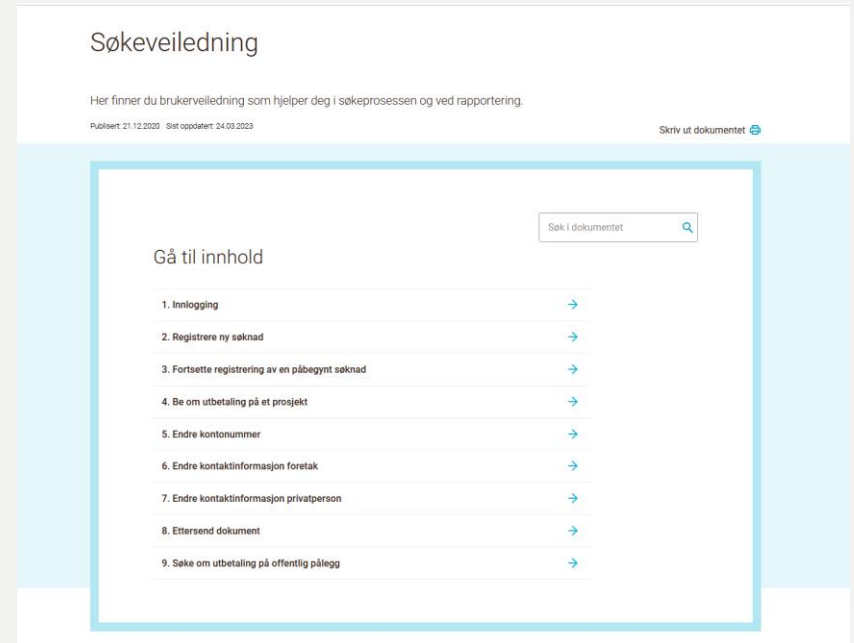 Søkeveiledning
Her finner du brukerveiledning som hjelper deg i søkeprosessen og ved rapportering.
Publisert: 21.12.2020 Sist oppdatert: 24.03.2023
Skriv ut dokumentet
Søk i dokumentet
Gå til innhold
1. Innlogging
2. Registrere ny søknad
3. Fortsette registrering av en påbegynt søknad
4. Be om utbetaling på et prosjekt
5. Endre kontonummer
6. Endre kontaktinformasjon foretak
7. Endre kontaktinformasjon privatperson
8. Ettersend dokument
9. Søke om utbetaling på offentlig pålegg